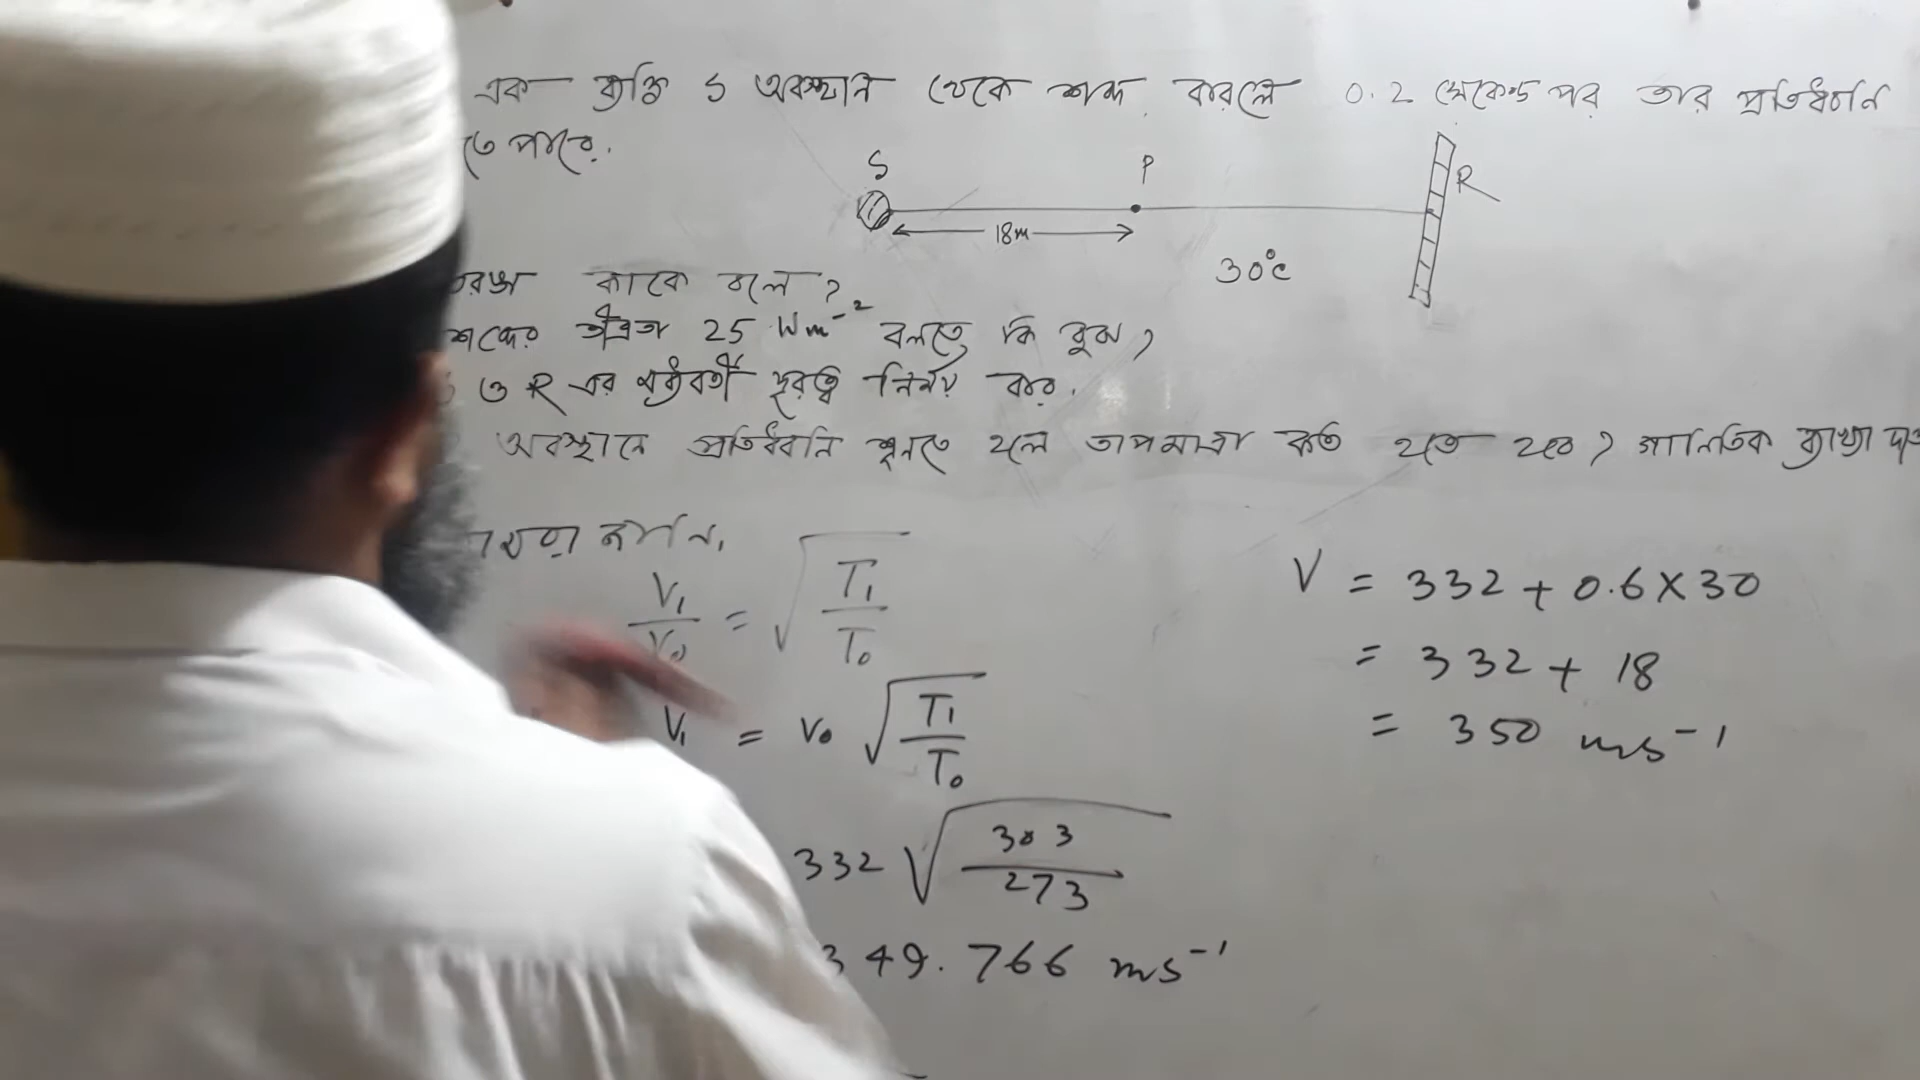 এক ব্যক্তি S অবস্থান থেকে শব্দ করলে 0.2 সেকেন্ড পর তার প্রতিধ্বনি
তে পারে.
S
P
R
18m
30°c
তরঙ্গ কাকে বলে ?
শব্দের তীব্রতা 25 Wm⁻² বলতে কি বুঝ ?
ও R এর মধ্যবর্তী দূরত্ব নির্ণয় কর.
অবস্থানে প্রতিধ্বনি শুনতে হলে তাপমাত্রা কত হতে হবে ? গানিতিক ব্যাখ্যা দাও
জানি,
V₁/V₀ = √(T₁/T₀)
V₁ = V₀ √(T₁/T₀)
332 √(303/273)
349.766 ms⁻¹
V = 332 + 0.6 × 30
= 332 + 18
= 350 ms⁻¹